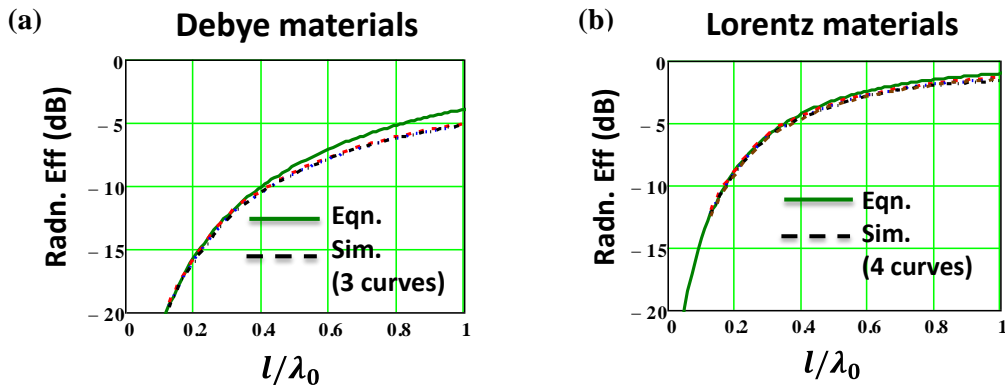 (a)
Debye materials
Radn. Eff (dB)
0
− 5
− 10
− 15
− 20
Eqn.
Sim.
(3 curves)
0 0.2 0.4 0.6 0.8 1
l/λ₀
(b)
Lorentz materials
Radn. Eff (dB)
0
− 5
− 10
− 15
− 20
Eqn.
Sim.
(4 curves)
0 0.2 0.4 0.6 0.8 1
l/λ₀